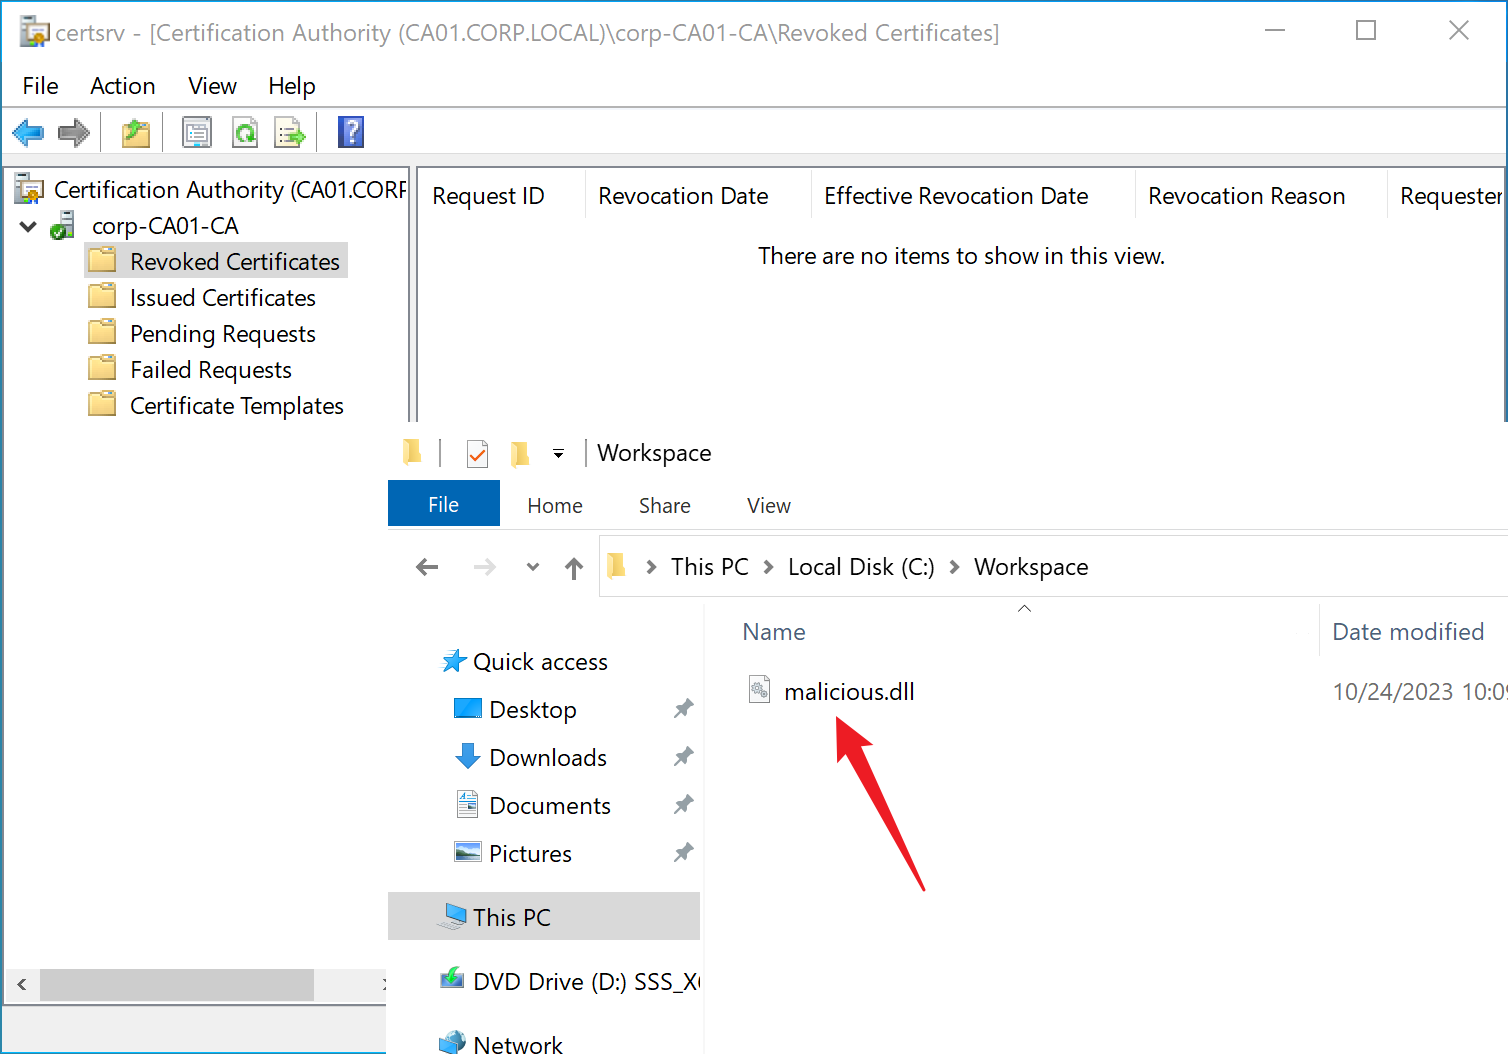 certsrv - [Certification Authority (CA01.CORP.LOCAL)\corp-CA01-CA\Revoked Certificates]
File Action View Help
Certification Authority (CA01.CORF
corp-CA01-CA
Revoked Certificates
Issued Certificates
Pending Requests
Failed Requests
Certificate Templates
Request ID Revocation Date Effective Revocation Date Revocation Reason Requester
There are no items to show in this view.
Workspace
File Home Share View
This PC Local Disk (C:) Workspace
Name Date modified
malicious.dll 10/24/2023 10:09
Quick access
Desktop
Downloads
Documents
Pictures
This PC
DVD Drive (D:) SSS_X
Network